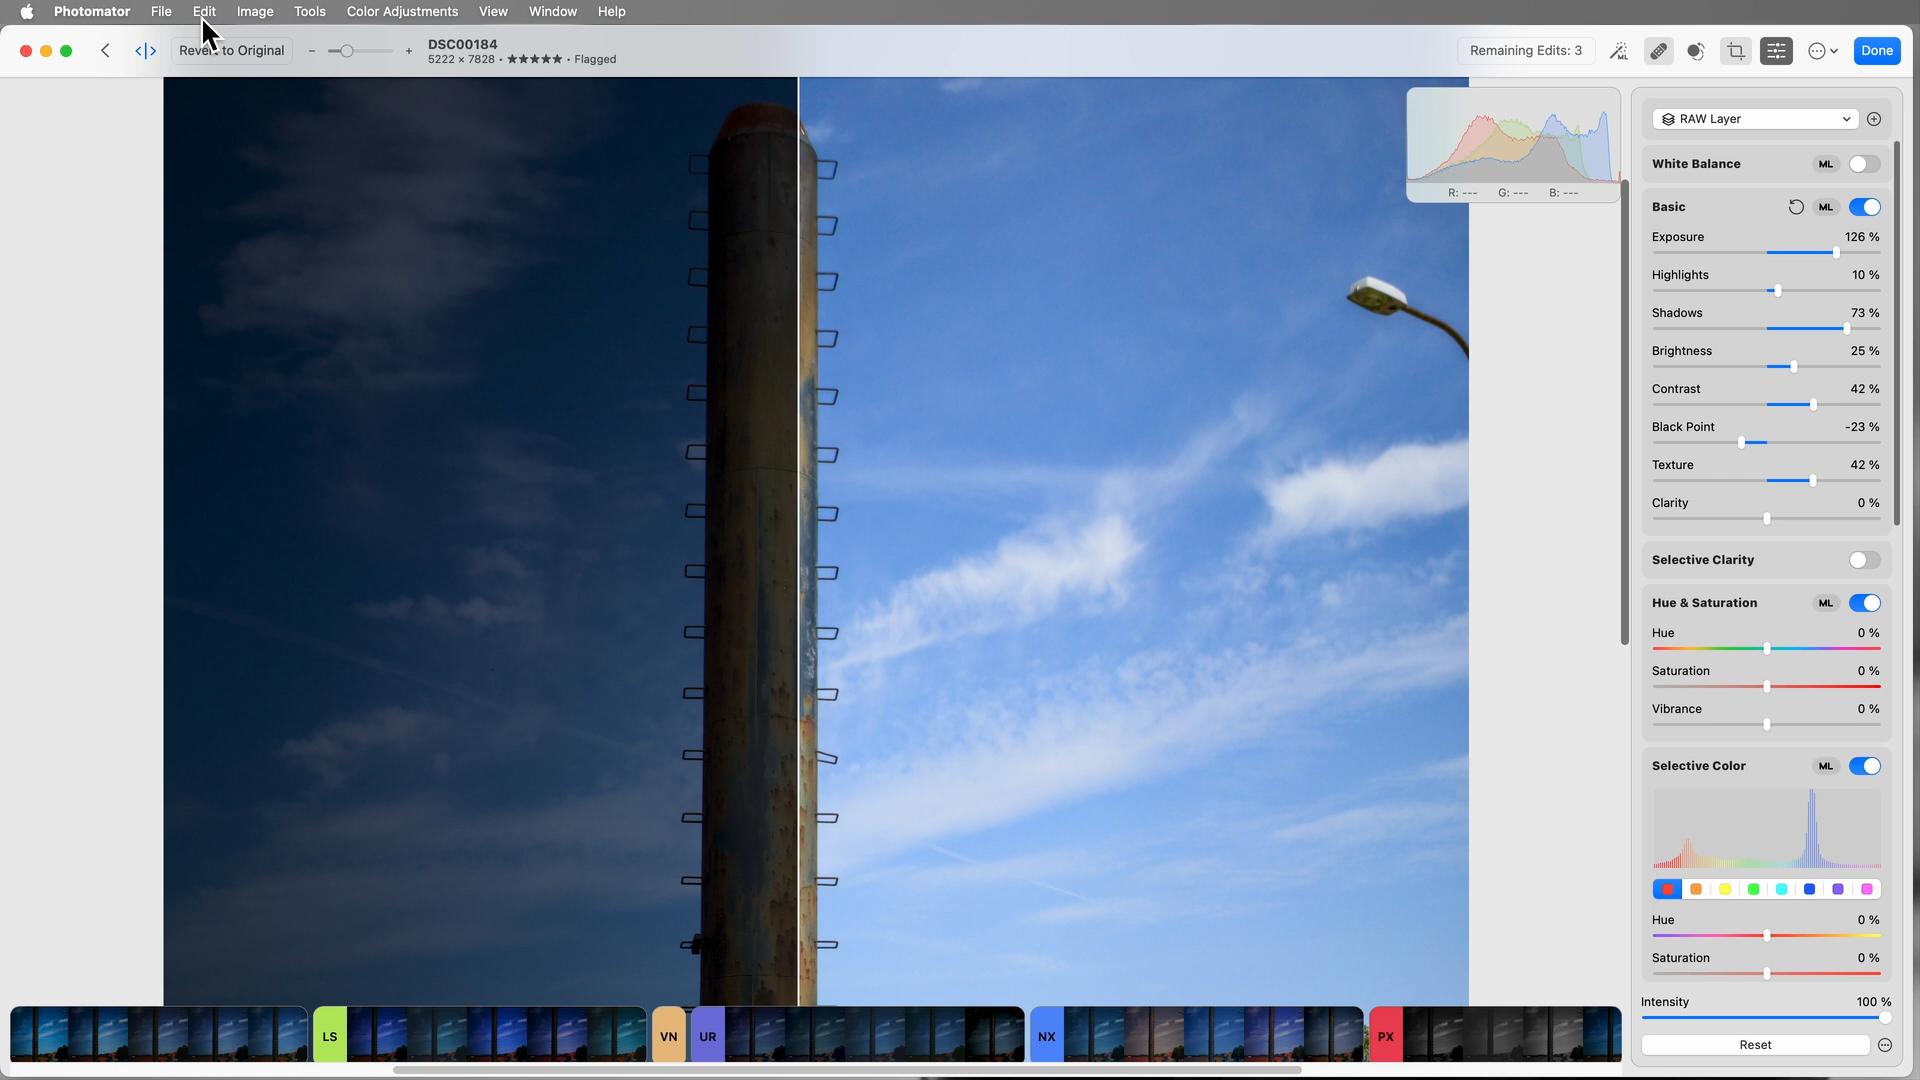 Photomator File Edit Image Tools Color Adjustments View Window Help
Revert to Original
DSC00184
5222 × 7828 • ★★★★★ • Flagged
Remaining Edits: 3
ML
Done
R: --- G: --- B: ---
RAW Layer
White Balance ML
Basic ML
Exposure 126 %
Highlights 10 %
Shadows 73 %
Brightness 25 %
Contrast 42 %
Black Point -23 %
Texture 42 %
Clarity 0 %
Selective Clarity
Hue & Saturation ML
Hue 0 %
Saturation 0 %
Vibrance 0 %
Selective Color ML
Hue 0 %
Saturation 0 %
Intensity 100 %
Reset
LS VN UR NX PX